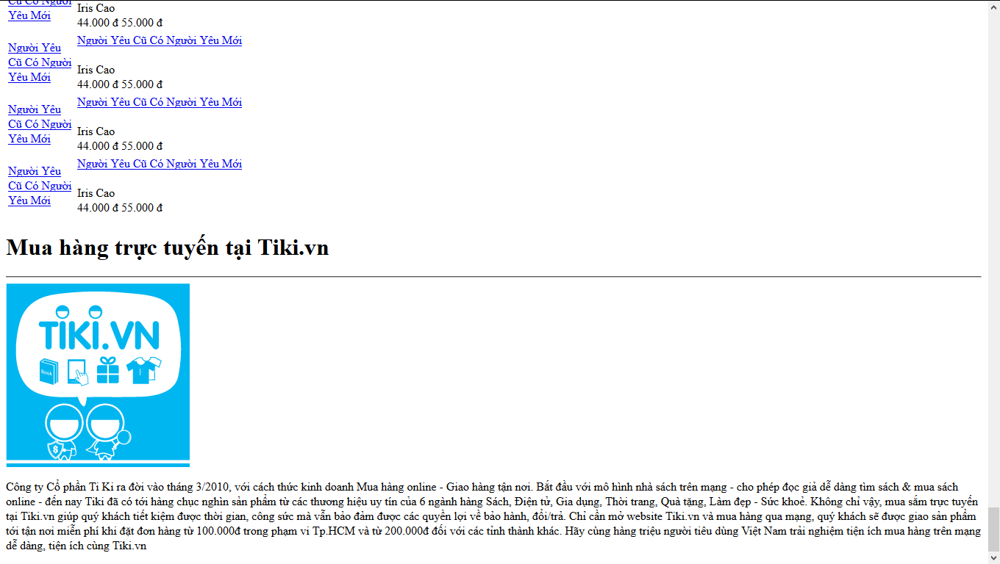 Cũ Có Người
Yêu Mới
Iris Cao
44.000 đ 55.000 đ
Người Yêu Cũ Có Người Yêu Mới
Người Yêu
Cũ Có Người
Yêu Mới
Iris Cao
44.000 đ 55.000 đ
Người Yêu Cũ Có Người Yêu Mới
Người Yêu
Cũ Có Người
Yêu Mới
Iris Cao
44.000 đ 55.000 đ
Người Yêu Cũ Có Người Yêu Mới
Người Yêu
Cũ Có Người
Yêu Mới
Iris Cao
44.000 đ 55.000 đ
Mua hàng trực tuyến tại Tiki.vn
TIKI.VN
Book
Công ty Cổ phần Ti Ki ra đời vào tháng 3/2010, với cách thức kinh doanh Mua hàng online - Giao hàng tận nơi. Bắt đầu với mô hình nhà sách trên mạng - cho phép đọc giả dễ dàng tìm sách & mua sách
online - đến nay Tiki đã có tới hàng chục nghìn sản phẩm từ các thương hiệu uy tín của 6 ngành hàng Sách, Điện tử, Gia dụng, Thời trang, Quà tặng, Làm đẹp - Sức khoẻ. Không chỉ vậy, mua sắm trực tuyến
tại Tiki.vn giúp quý khách tiết kiệm được thời gian, công sức mà vẫn bảo đảm được các quyền lợi về bảo hành, đổi/trả. Chỉ cần mở website Tiki.vn và mua hàng qua mạng, quý khách sẽ được giao sản phẩm
tới tận nơi miễn phí khi đặt đơn hàng từ 100.000đ trong phạm vi Tp.HCM và từ 200.000đ đối với các tỉnh thành khác. Hãy cùng hàng triệu người tiêu dùng Việt Nam trải nghiệm tiện ích mua hàng trên mạng
dễ dàng, tiện ích cùng Tiki.vn